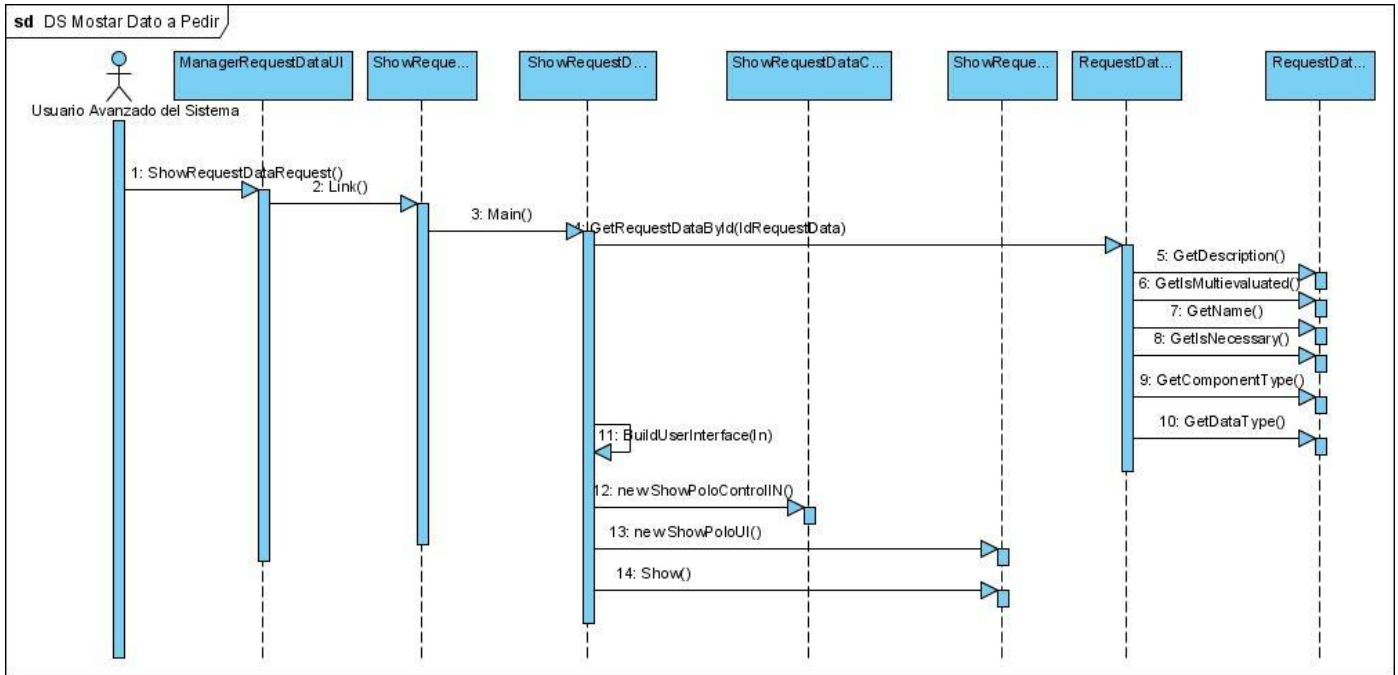 sd DS Mostar Dato a Pedir
ManagerRequestDataUI
ShowReque...
ShowRequestD...
ShowRequestDataC...
ShowReque...
RequestDat...
RequestDat...
Usuario Avanzado del Sistema
1: ShowRequestDataRequest()
2: Link()
3: Main()
4: GetRequestDataById(IdRequestData)
5: GetDescription()
6: GetIsMultievaluated()
7: GetName()
8: GetIsNecessary()
9: GetComponentType()
10: GetDataType()
11: BuildUserInterface(In)
12: newShowPoloControlIN()
13: newShowPoloUI()
14: Show()